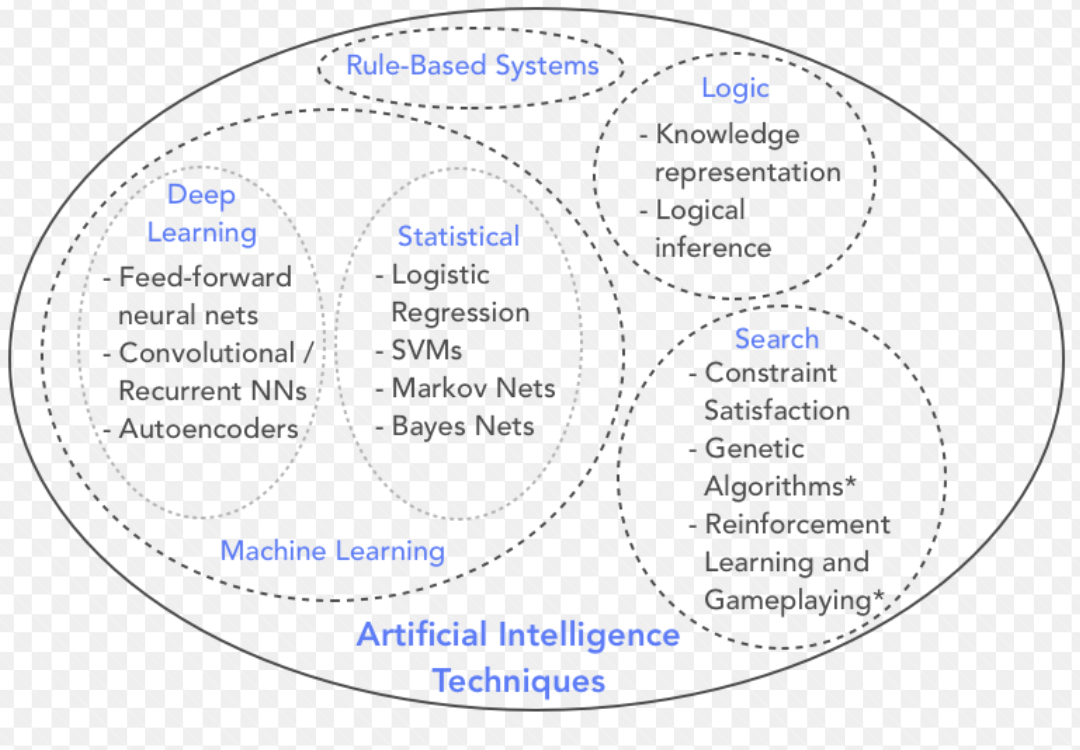 Rule-Based Systems
Logic
- Knowledge
representation
- Logical
inference
Deep
Learning
- Feed-forward
neural nets
- Convolutional /
Recurrent NNs
- Autoencoders
Statistical
- Logistic
Regression
- SVMs
- Markov Nets
- Bayes Nets
Machine Learning
Search
- Constraint
Satisfaction
- Genetic
Algorithms*
- Reinforcement
Learning and
Gameplaying*
Artificial Intelligence
Techniques